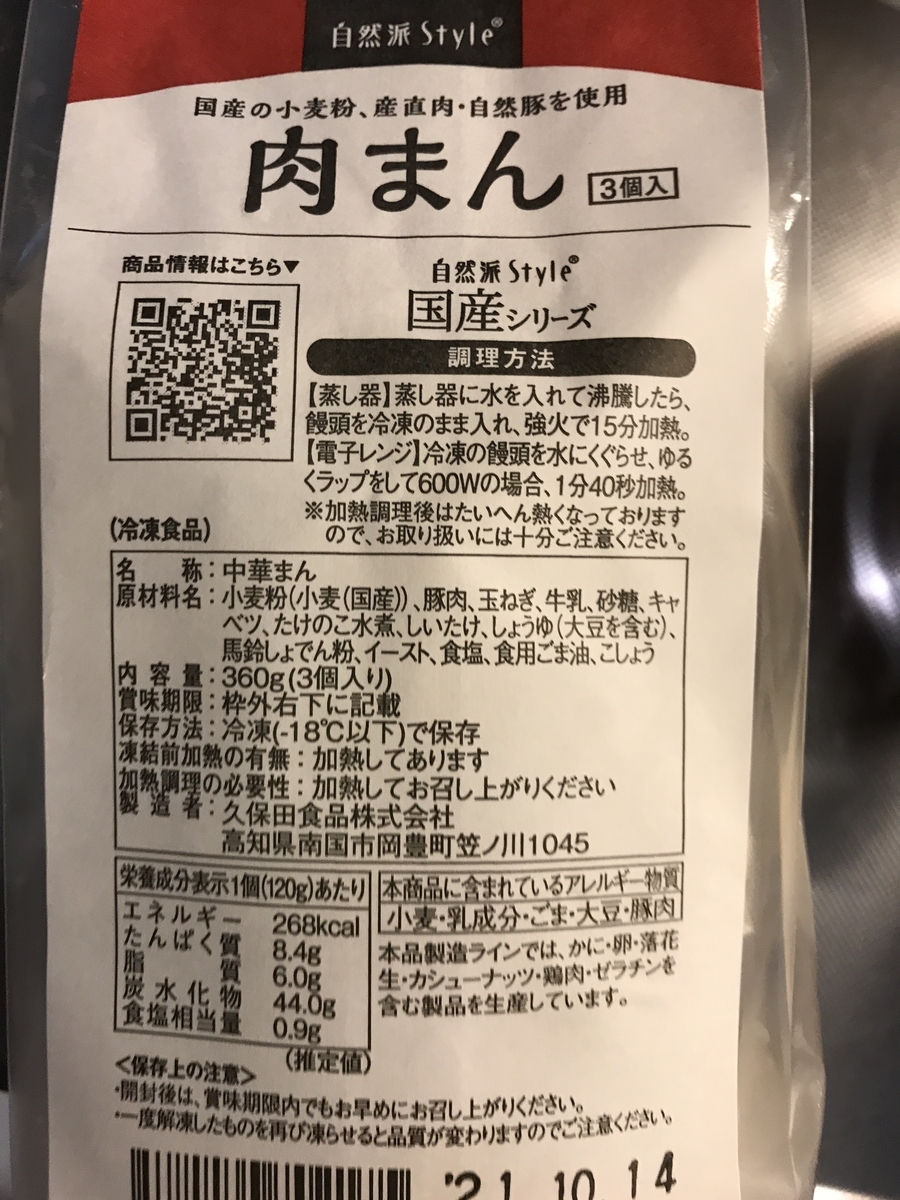 自然派Style®
国産の小麦粉、産直肉・自然豚を使用
肉まん 3個入
商品情報はこちら▼
自然派Style®
国産シリーズ
調理方法
【蒸し器】蒸し器に水を入れて沸騰したら、
饅頭を冷凍のまま入れ、強火で15分加熱。
【電子レンジ】冷凍の饅頭を水にくぐらせ、ゆる
くラップをして600Wの場合、1分40秒加熱。
※加熱調理後はたいへん熱くなっております
ので、お取り扱いには十分ご注意ください。
(冷凍食品)
名称：中華まん
原材料名：小麦粉(小麦(国産))、豚肉、玉ねぎ、牛乳、砂糖、キャ
ベツ、たけのこ水煮、しいたけ、しょうゆ(大豆を含む)、
馬鈴しょでん粉、イースト、食塩、食用ごま油、こしょう
内容量：360g(3個入り)
賞味期限：枠外右下に記載
保存方法：冷凍(-18℃以下)で保存
凍結前加熱の有無：加熱してあります
加熱調理の必要性：加熱してお召し上がりください
製造者：久保田食品株式会社
高知県南国市岡豊町笠ノ川1045
栄養成分表示1個(120g)あたり
エネルギー 268kcal
たんぱく質 8.4g
脂質 6.0g
炭水化物 44.0g
食塩相当量 0.9g
(推定値)
本商品に含まれているアレルギー物質
小麦・乳成分・ごま・大豆・豚肉
本品製造ラインでは、かに・卵・落花
生・カシューナッツ・鶏肉・ゼラチンを
含む製品を生産しています。
<保存上の注意>
・開封後は、賞味期限内でもお早めにお召し上がりください。
・一度解凍したものを再び凍らせると品質が変わりますのでご注意ください。
'21.10.14